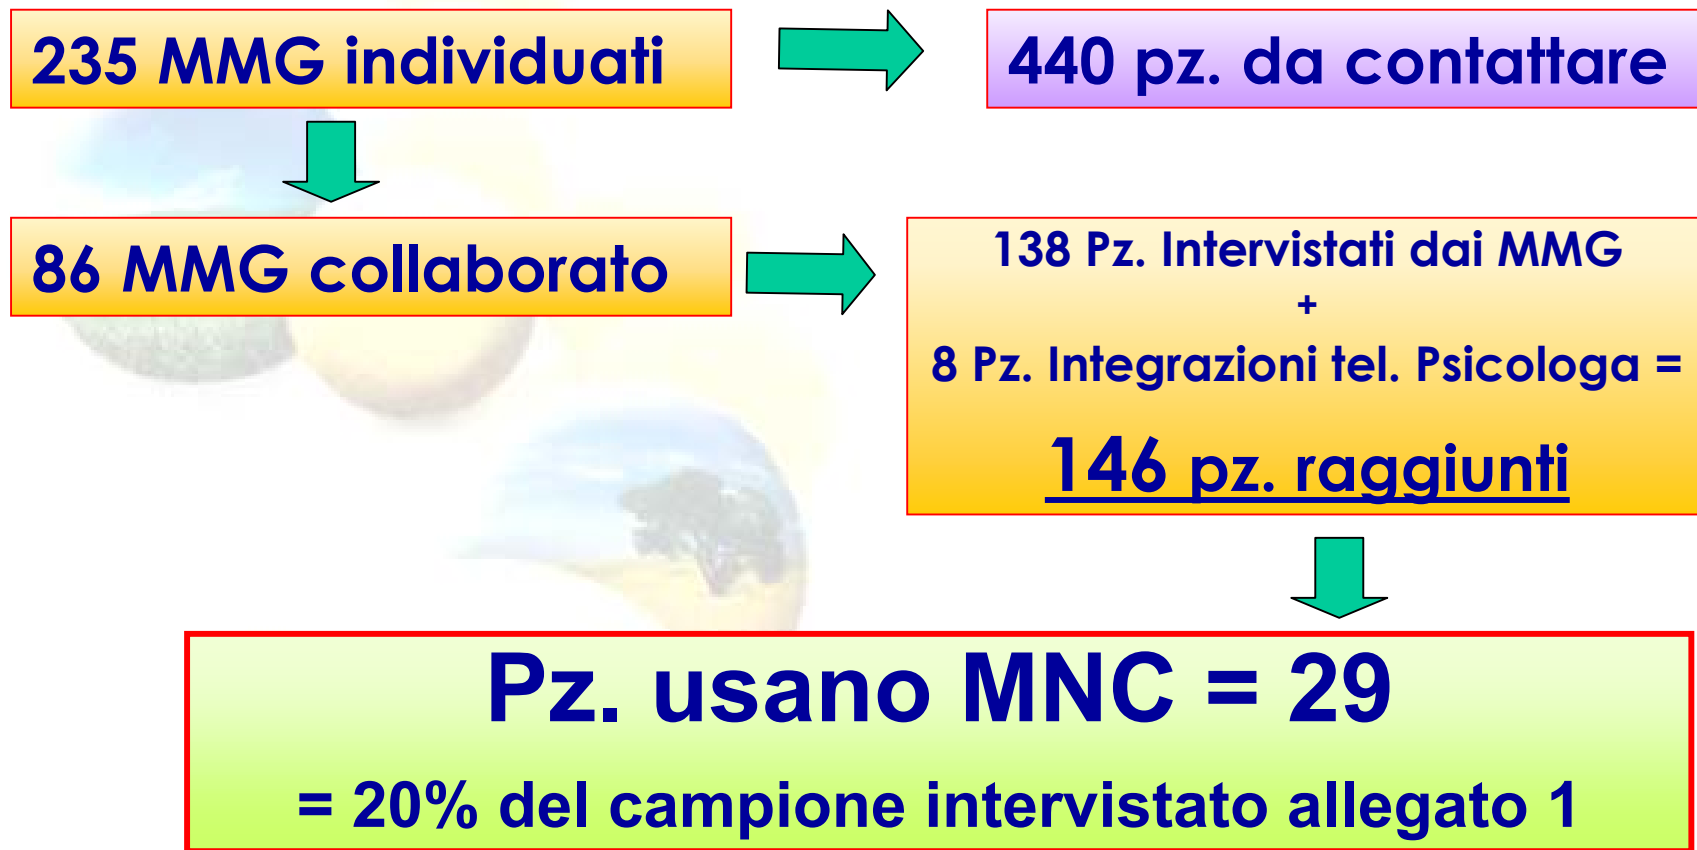 235 MMG individuati
440 pz. da contattare
86 MMG collaborato
138 Pz. Intervistati dai MMG
+
8 Pz. Integrazioni tel. Psicologa =
146 pz. raggiunti
Pz. usano MNC = 29
= 20% del campione intervistato allegato 1